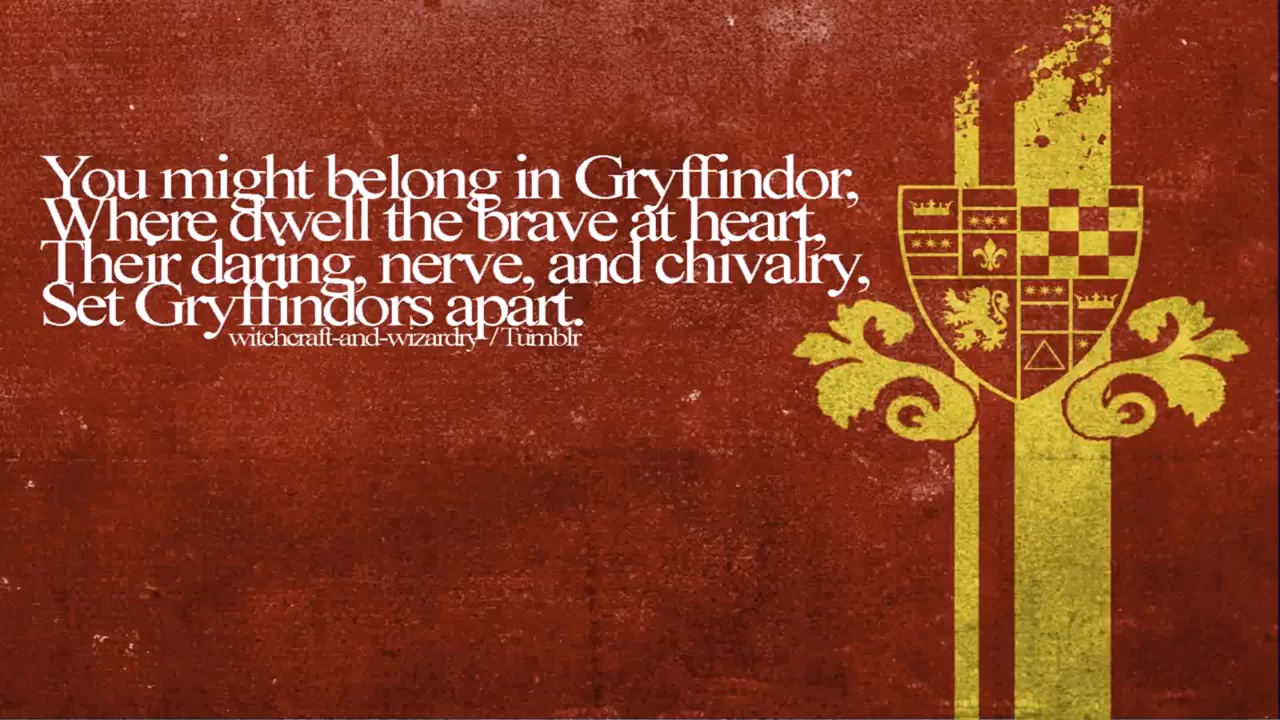 You might belong in Gryffindor,
Where dwell the brave at heart,
Their daring, nerve, and chivalry,
Set Gryffindors apart.
witchcraft-and-wizardry / Tumblr